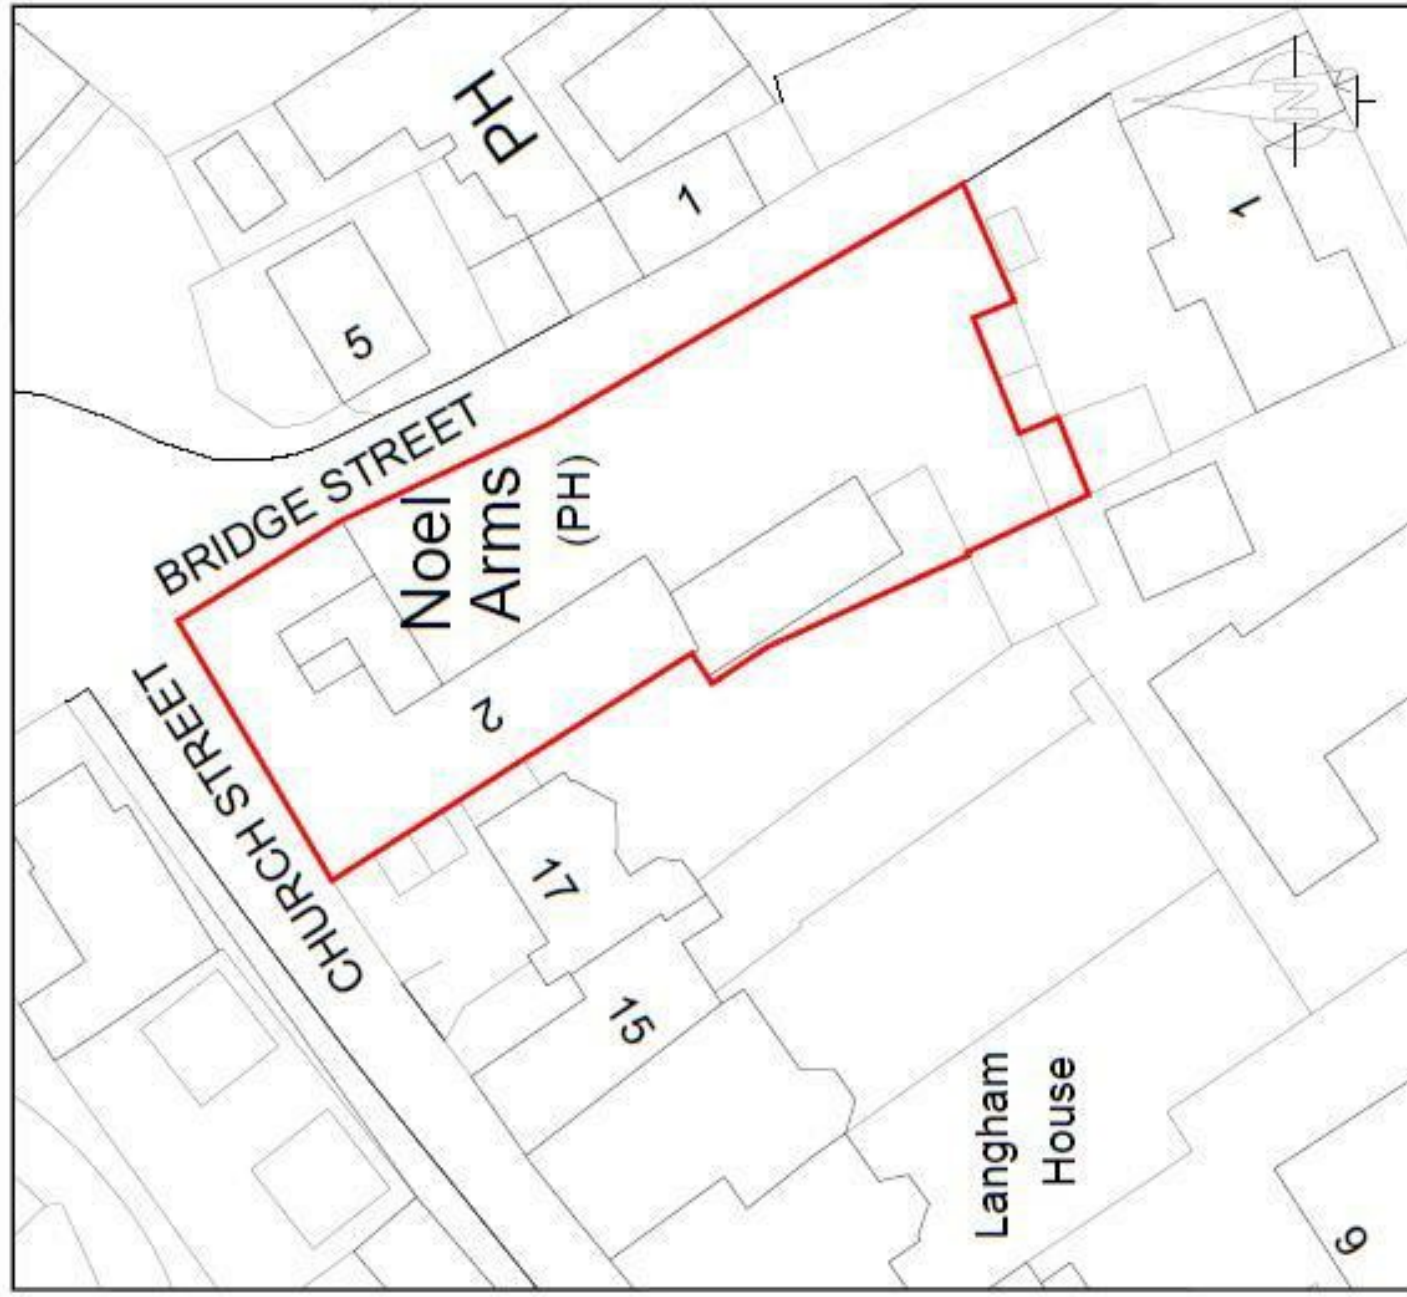 PH
1
1
5
BRIDGE STREET
Noel
Arms
(PH)
2
CHURCH STREET
17
15
Langham
House
9
N